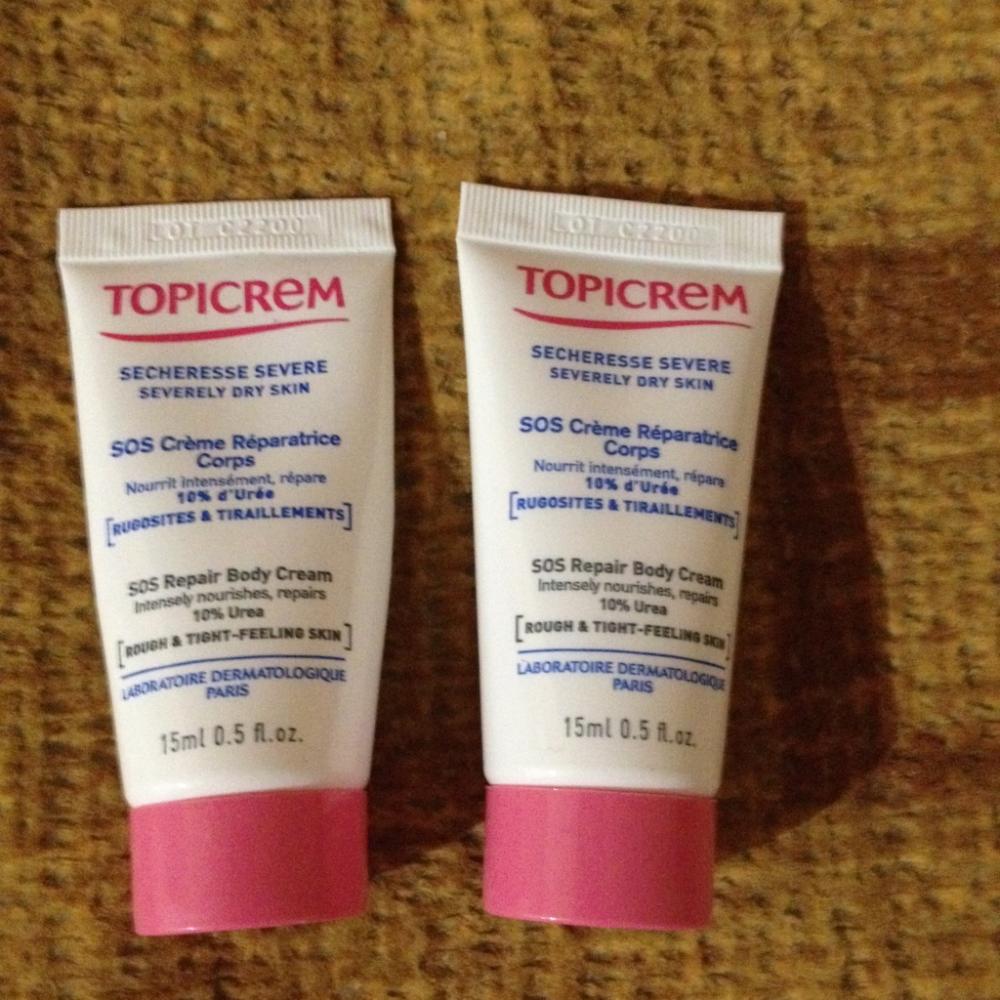 LOT C2200
TOPICREM
SECHERESSE SEVERE
SEVERELY DRY SKIN
SOS Crème Réparatrice
Corps
Nourrit intensément, répare
10% d'Urée
[RUGOSITES & TIRAILLEMENTS]
SOS Repair Body Cream
Intensely nourishes, repairs
10% Urea
[ROUGH & TIGHT-FEELING SKIN]
LABORATOIRE DERMATOLOGIQUE
PARIS
15ml 0.5 fl.oz.
LOT C2200
TOPICREM
SECHERESSE SEVERE
SEVERELY DRY SKIN
SOS Crème Réparatrice
Corps
Nourrit intensément, répare
10% d'Urée
[RUGOSITES & TIRAILLEMENTS]
SOS Repair Body Cream
Intensely nourishes, repairs
10% Urea
[ROUGH & TIGHT-FEELING SKIN]
LABORATOIRE DERMATOLOGIQUE
PARIS
15ml 0.5 fl.oz.